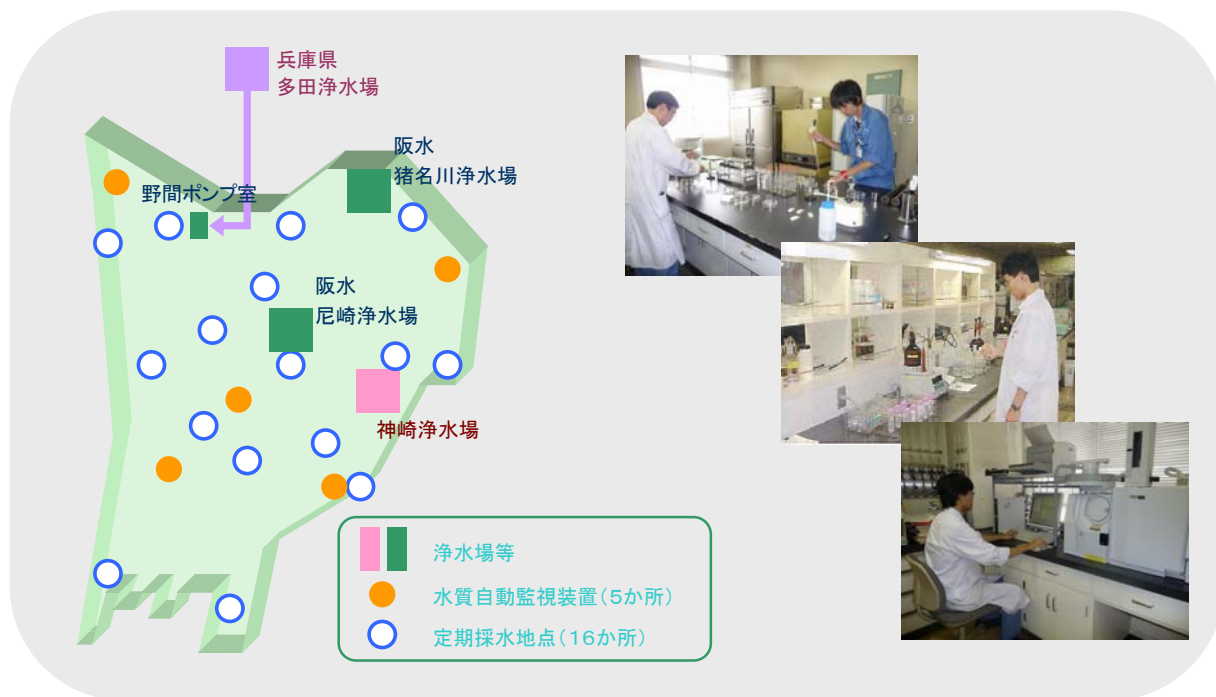 兵庫県
多田浄水場
阪水
猪名川浄水場
野間ポンプ室
阪水
尼崎浄水場
神崎浄水場
浄水場等
水質自動監視装置(5か所)
定期採水地点(16か所)